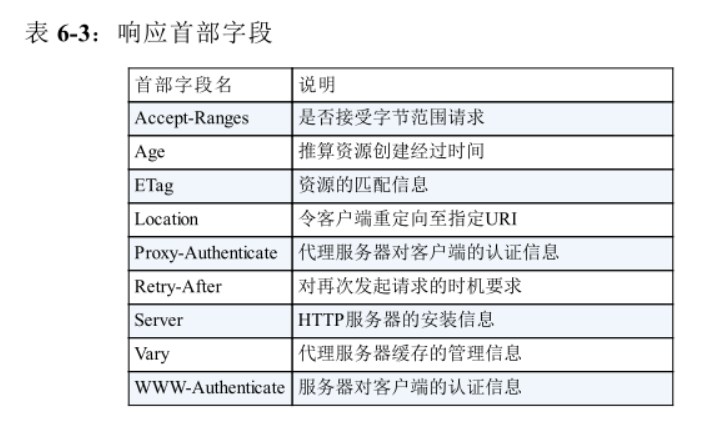 表 6-3：响应首部字段
首部字段名 说明
Accept-Ranges 是否接受字节范围请求
Age 推算资源创建经过时间
ETag 资源的匹配信息
Location 令客户端重定向至指定URI
Proxy-Authenticate 代理服务器对客户端的认证信息
Retry-After 对再次发起请求的时机要求
Server HTTP服务器的安装信息
Vary 代理服务器缓存的管理信息
WWW-Authenticate 服务器对客户端的认证信息